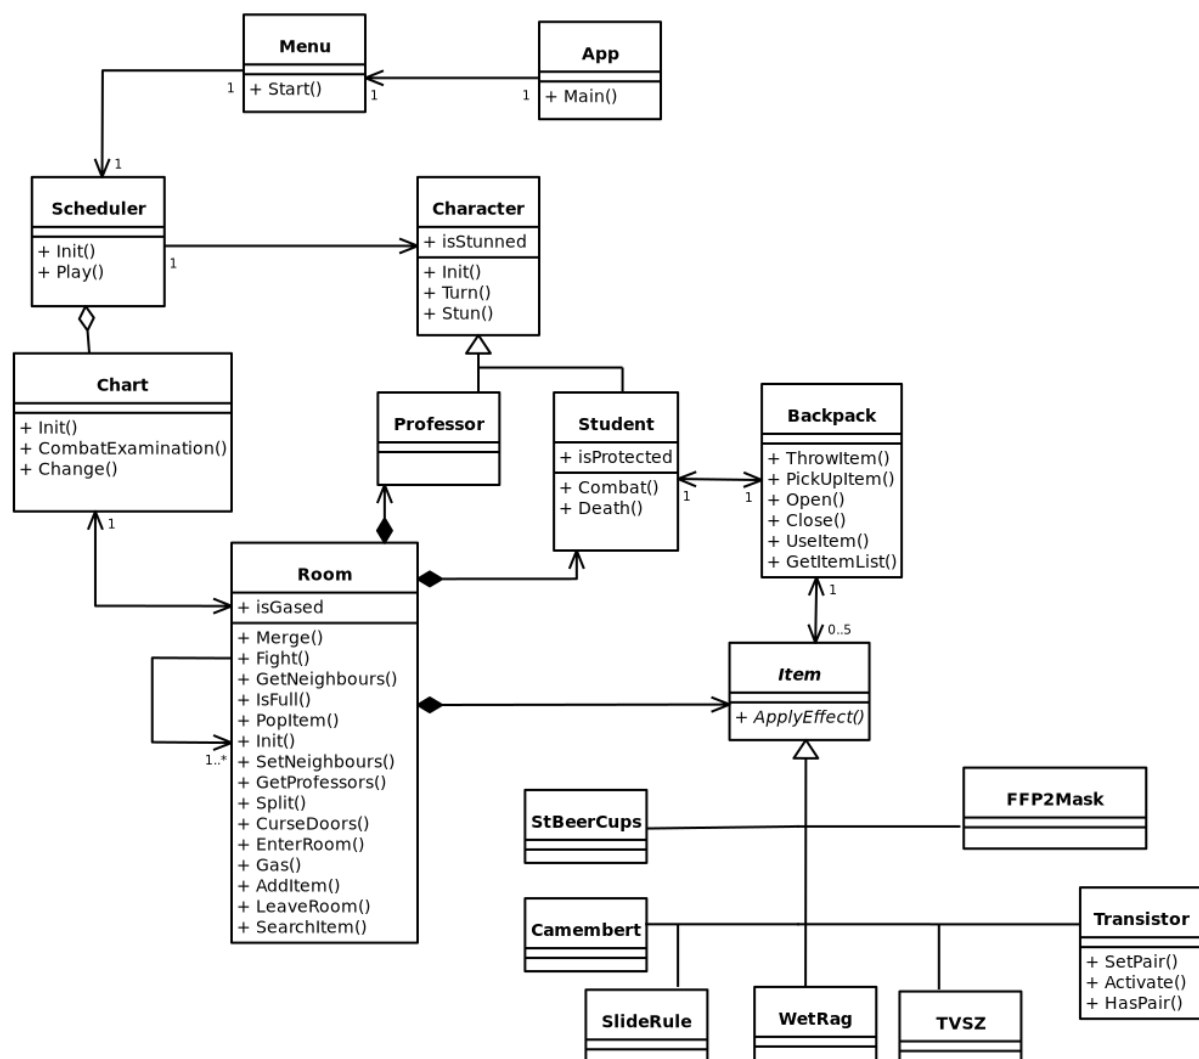 Menu
+ Start()
App
+ Main()
1
1
1
1
Scheduler
+ Init()
+ Play()
1
Character
+ isStunned
+ Init()
+ Turn()
+ Stun()
Chart
+ Init()
+ CombatExamination()
+ Change()
1
Professor
Student
+ isProtected
+ Combat()
+ Death()
1
1
Backpack
+ ThrowItem()
+ PickUpItem()
+ Open()
+ Close()
+ UseItem()
+ GetItemList()
1
0..5
Room
+ isGased
+ Merge()
+ Fight()
+ GetNeighbours()
+ IsFull()
+ PopItem()
+ Init()
+ SetNeighbours()
+ GetProfessors()
+ Split()
+ CurseDoors()
+ EnterRoom()
+ Gas()
+ AddItem()
+ LeaveRoom()
+ SearchItem()
1..*
Item
+ ApplyEffect()
StBeerCups
FFP2Mask
Camembert
Transistor
+ SetPair()
+ Activate()
+ HasPair()
SlideRule
WetRag
TVSZ